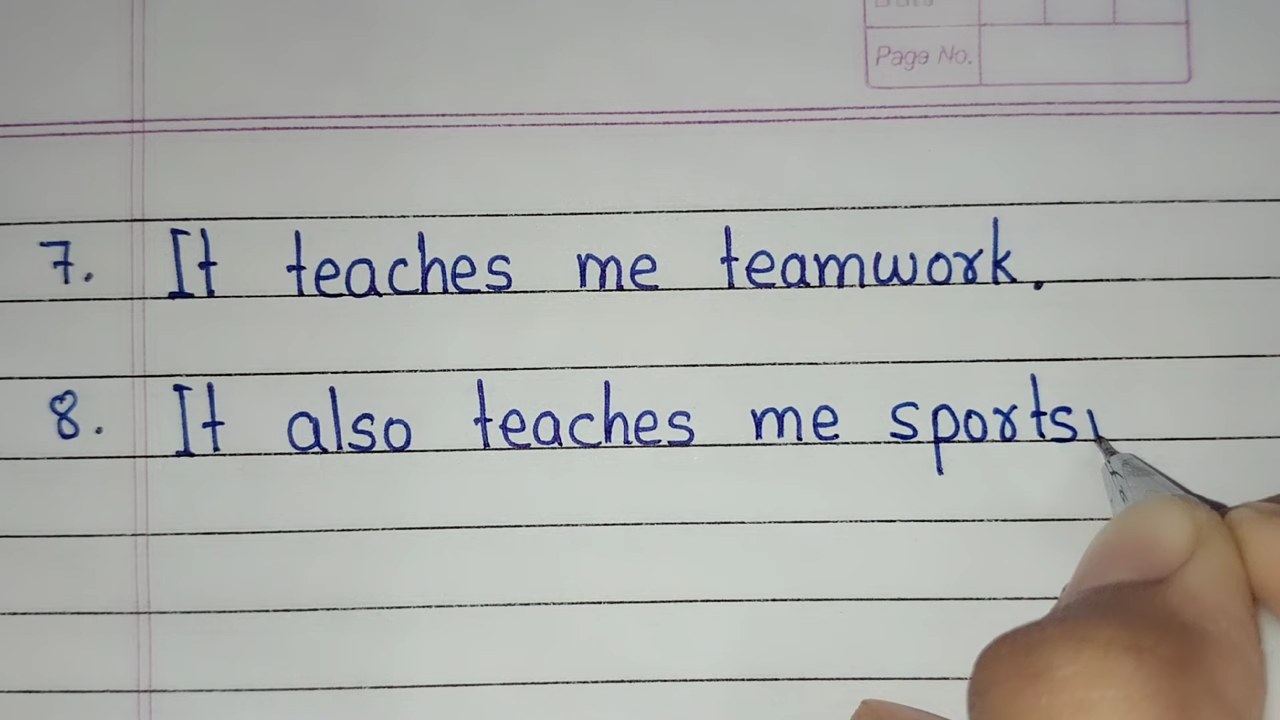 Page No.
7. It teaches me teamwork.
8. It also teaches me sports